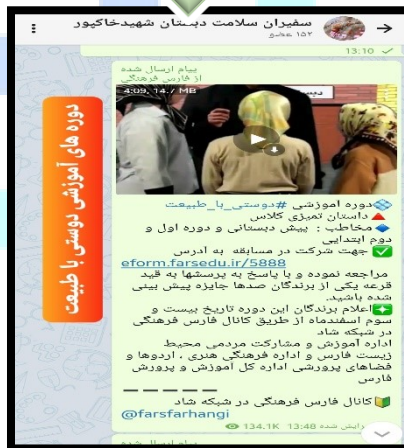 سفیران سلامت دبستان شهیدخاکپور
۱۵۲ عضو
13:10
پیام ارسال شده
از فارس فرهنگی
4:09, 14.7 MB
دوره آموزشی #دوستی_با_طبیعت
داستان تمیزی کلاس
مخاطب : پیش دبستانی و دوره اول و
دوم ابتدایی
جهت شرکت در مسابقه به آدرس
eform.farsedu.ir/5888
مراجعه نموده و با پاسخ به پرسشها به قید
قرعه یکی از برندگان صدها جایزه پیش بینی
شده باشید.
اعلام برندگان این دوره تاریخ بیست و
سوم اسفندماه از طریق کانال فارس فرهنگی
در شبکه شاد
اداره آموزش و مشارکت مردمی محیط
زیست فارس و اداره فرهنگی هنری ، اردوها و
فضاهای پرورشی اداره کل آموزش و پرورش
فارس
کانال فارس فرهنگی در شبکه شاد
@farsfarhangi
134.1K ویرایش شده 13:48
دوره های آموزشی دوستی با طبیعت